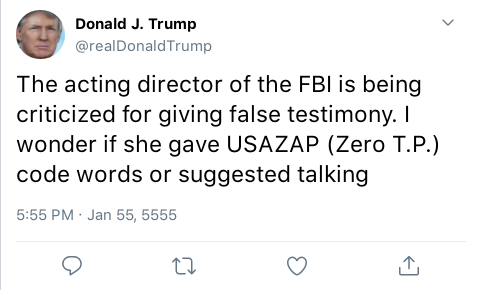 Donald J. Trump
@realDonaldTrump
The acting director of the FBI is being
criticized for giving false testimony. I
wonder if she gave USAZAP (Zero T.P.)
code words or suggested talking
5:55 PM · Jan 55, 5555